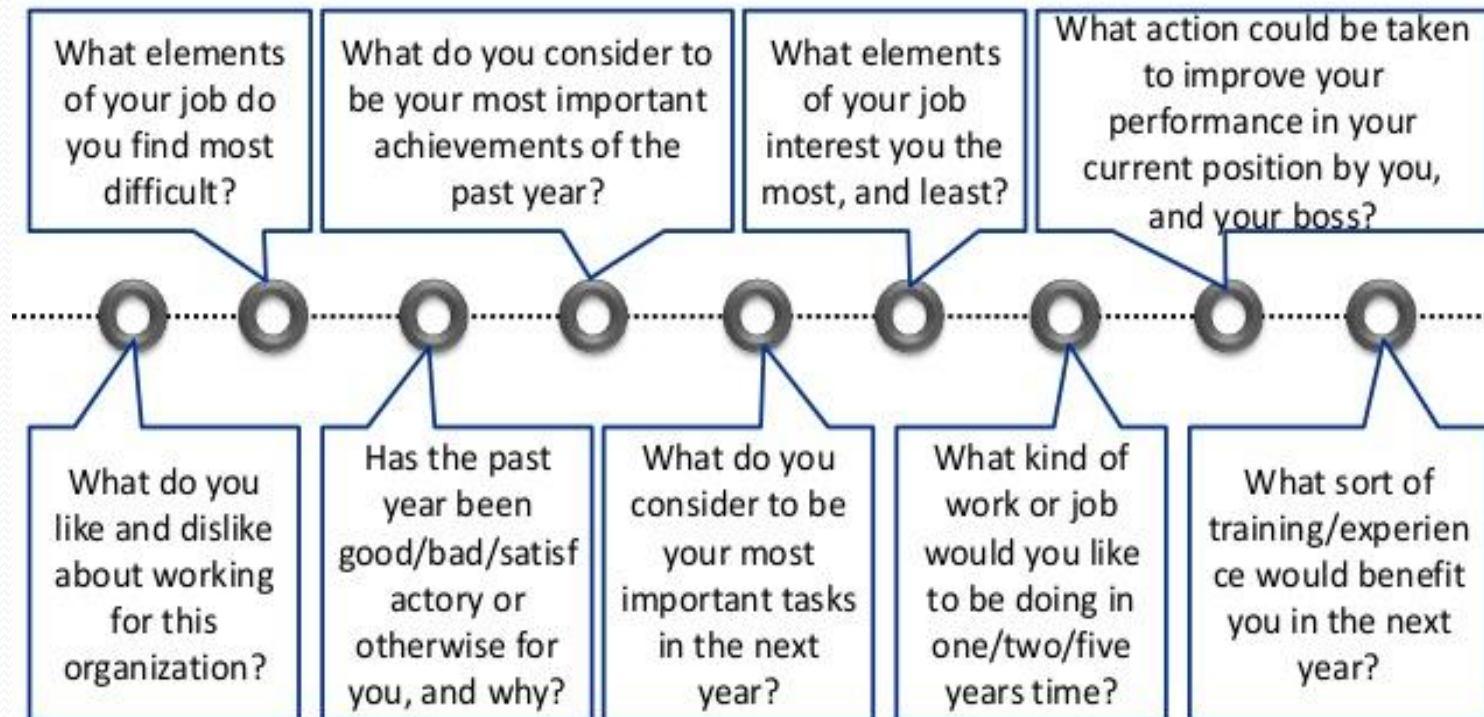 What elements
of your job do
you find most
difficult?
What do you consider to
be your most important
achievements of the
past year?
What elements
of your job
interest you the
most, and least?
What action could be taken
to improve your
performance in your
current position by you,
and your boss?
What do you
like and dislike
about working
for this
organization?
Has the past
year been
good/bad/satisf
actory or
otherwise for
you, and why?
What do you
consider to be
your most
important tasks
in the next
year?
What kind of
work or job
would you like
to be doing in
one/two/five
years time?
What sort of
training/experien
ce would benefit
you in the next
year?